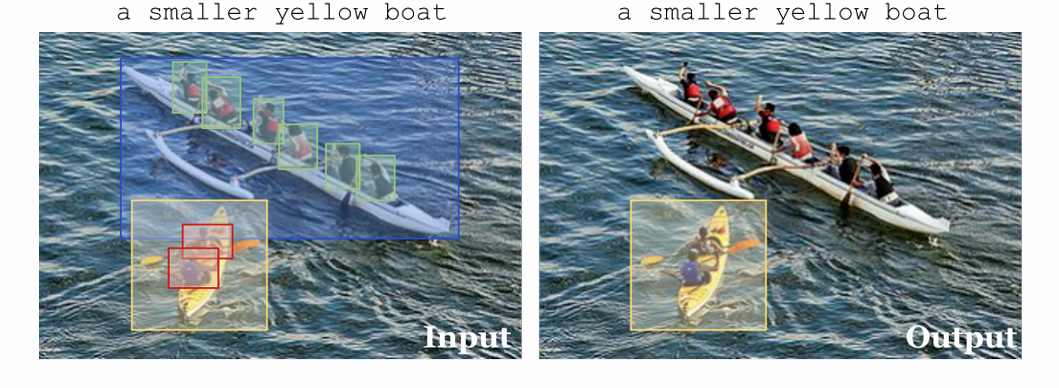 a smaller yellow boat
a smaller yellow boat
Input
Output